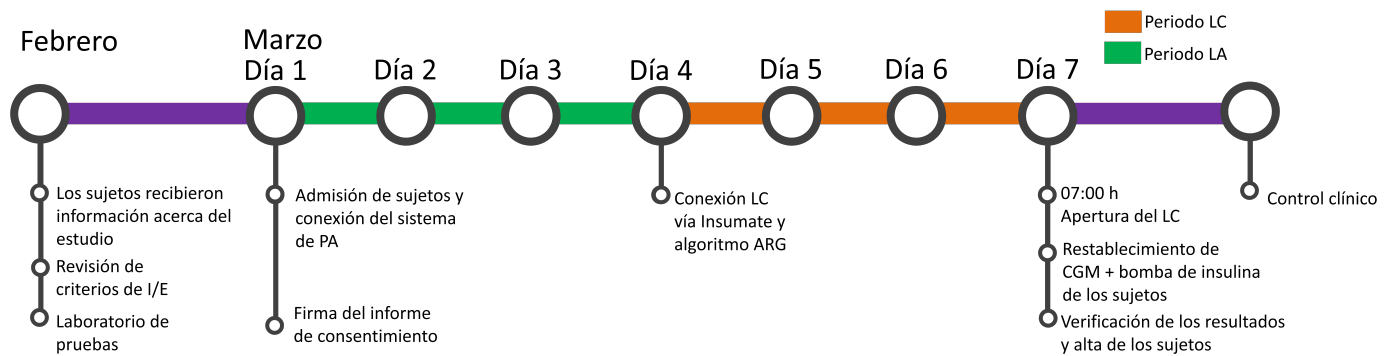 Febrero
Marzo
Día 1
Día 2
Día 3
Día 4
Día 5
Día 6
Día 7
Periodo LC
Periodo LA
Los sujetos recibieron
información acerca del
estudio
Revisión de
criterios de I/E
Laboratorio de
pruebas
Admisión de sujetos y
conexión del sistema
de PA
Firma del informe
de consentimiento
Conexión LC
vía Insumate y
algoritmo ARG
07:00 h
Apertura del LC
Restablecimiento de
CGM + bomba de insulina
de los sujetos
Verificación de los resultados
y alta de los sujetos
Control clínico